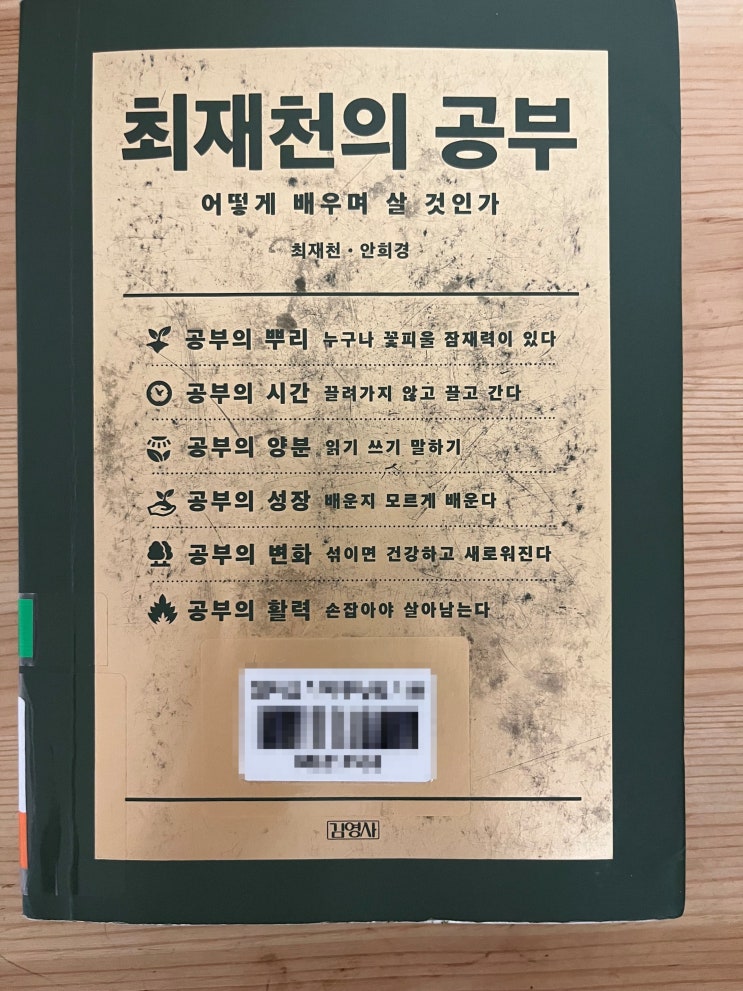 최재천의 공부
어떻게 배우며 살 것인가
최재천 · 안희경
공부의 뿌리 누구나 꽃피울 잠재력이 있다
공부의 시간 끌려가지 않고 끌고 간다
공부의 양분 읽기 쓰기 말하기
공부의 성장 배운지 모르게 배운다
공부의 변화 섞이면 건강하고 새로워진다
공부의 활력 손잡아야 살아남는다
김영사